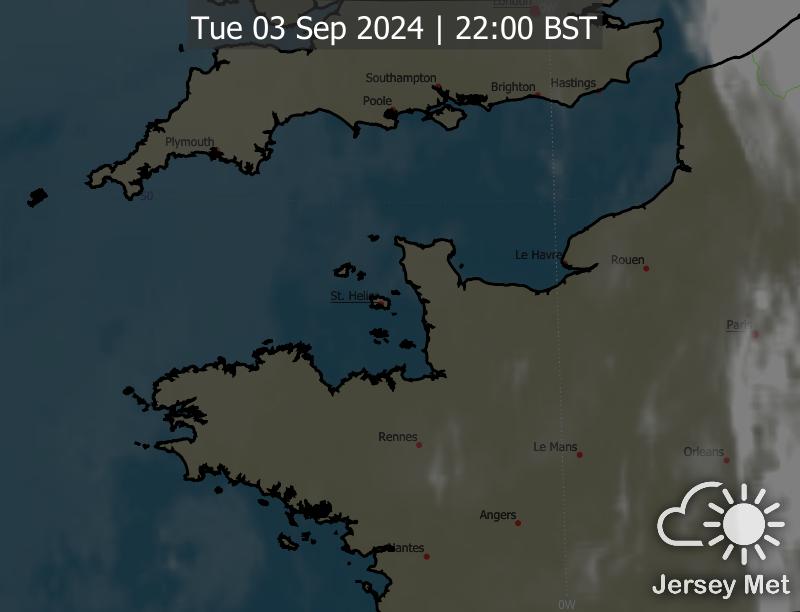 London
Tue 03 Sep 2024 | 22:00 BST
Southampton
Brighton
Hastings
Poole
Plymouth
50
Le Havre
Rouen
St. Helier
Paris
Rennes
Le Mans
Orleans
Angers
Nantes
Jersey Met
0W